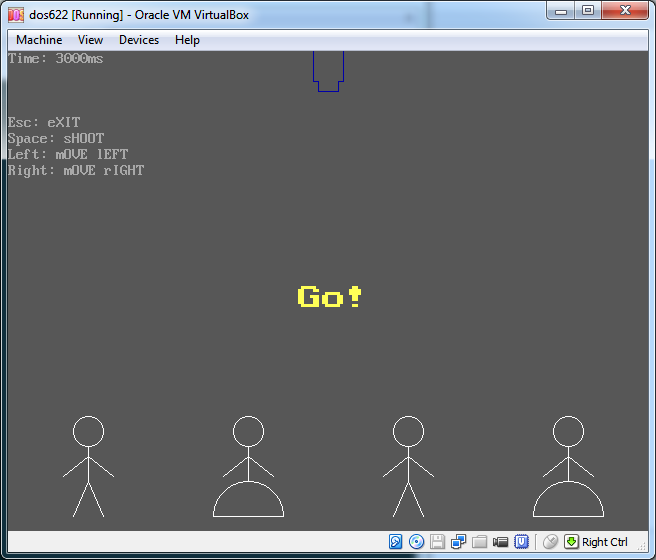 dos622 [Running] - Oracle VM VirtualBox
Machine View Devices Help
Time: 3000ms
Esc: eXIT
Space: sHOOT
Left: mOVE lEFT
Right: mOVE rIGHT
Go!
Right Ctrl